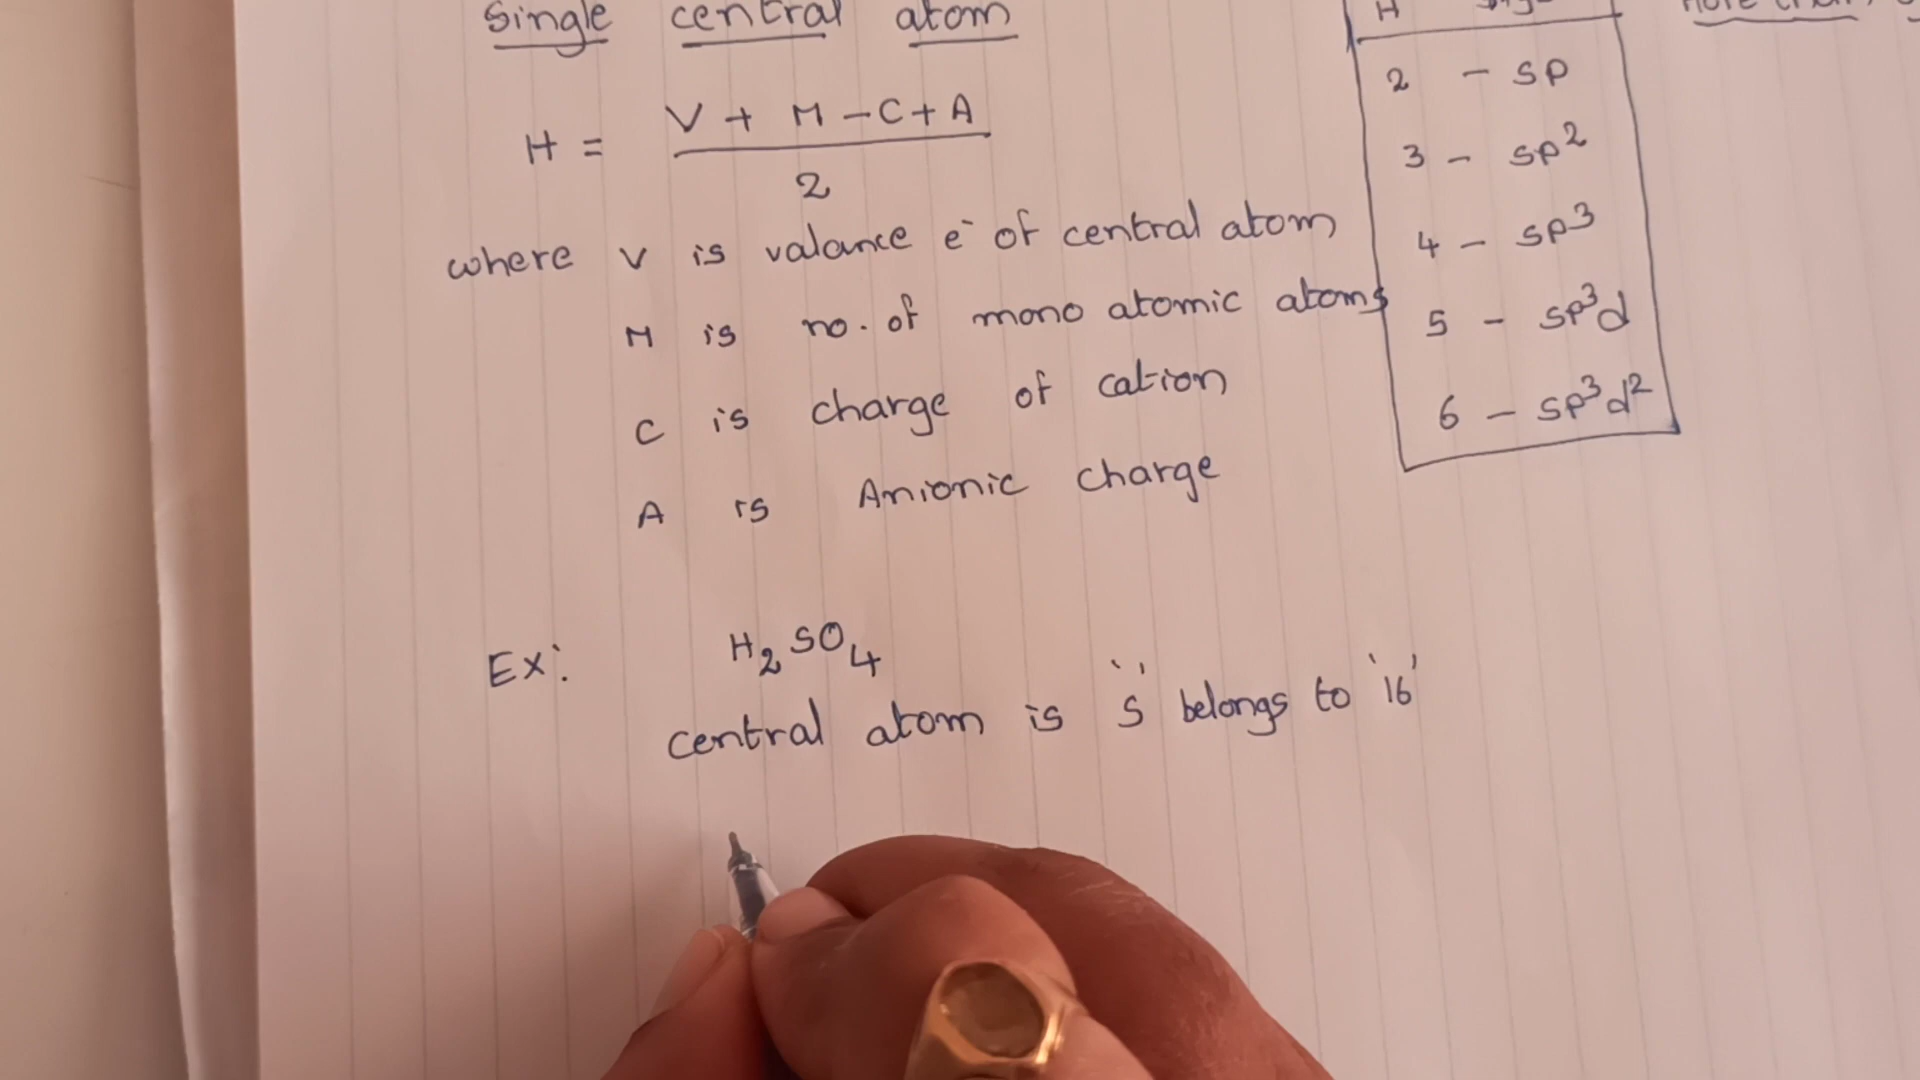 Single central atom
H = V + M - C + A
2
where V is valance e⁻ of central atom
M is no. of mono atomic atoms
C is charge of cation
A is Anionic charge
Ex: H₂SO₄
central atom is 'S' belongs to '16'
H
2 - sp
3 - sp²
4 - sp³
5 - sp³d
6 - sp³d²
More than